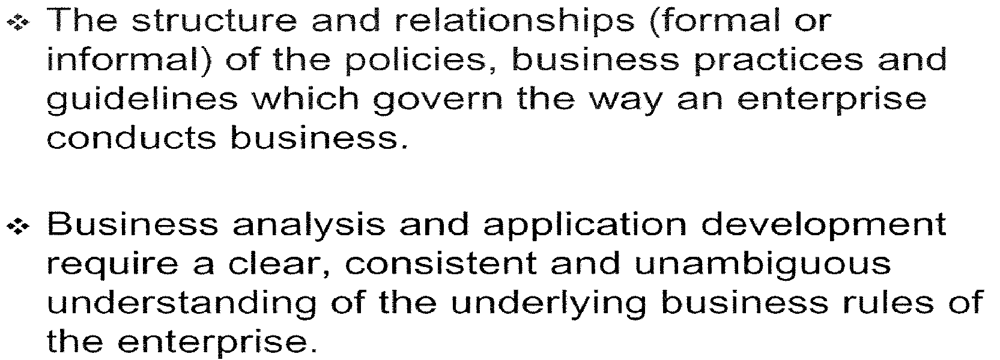 ❖ The structure and relationships (formal or
informal) of the policies, business practices and
guidelines which govern the way an enterprise
conducts business.
❖ Business analysis and application development
require a clear, consistent and unambiguous
understanding of the underlying business rules of
the enterprise.